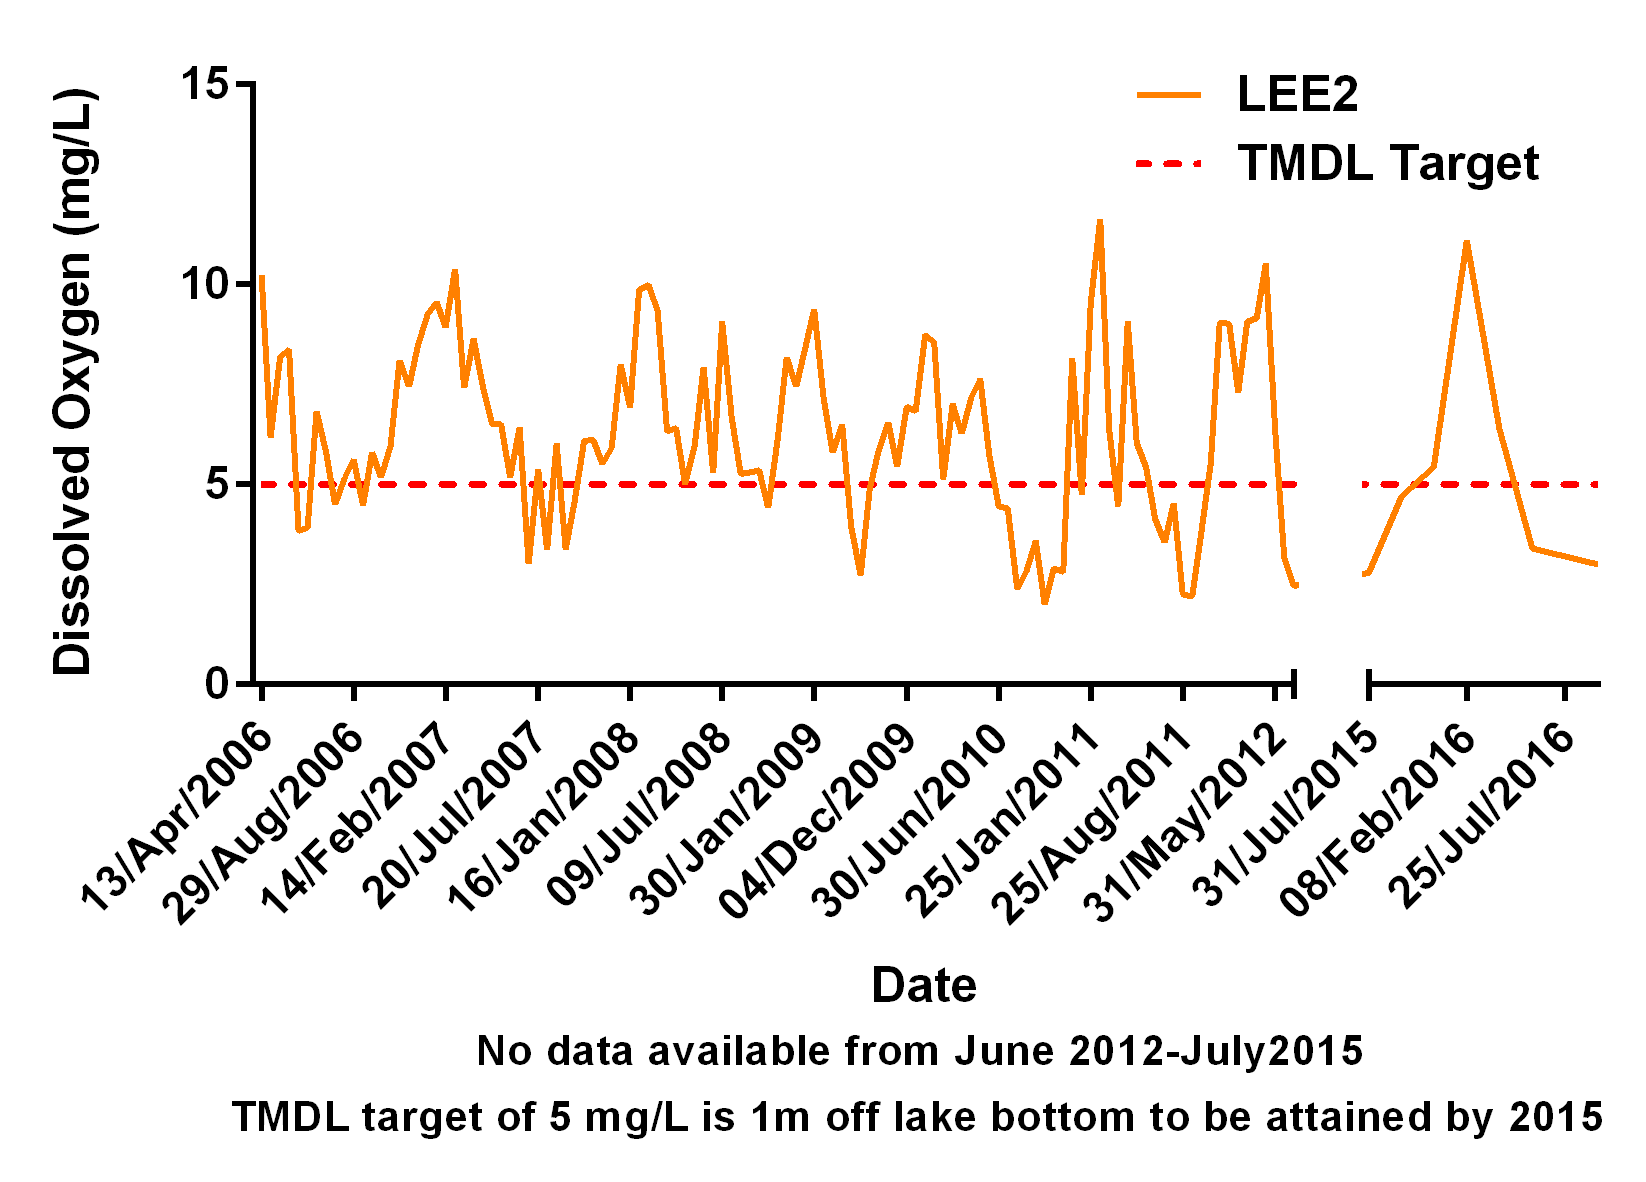 Dissolved Oxygen (mg/L)
15
10
5
0
LEE2
TMDL Target
13/Apr/2006
29/Aug/2006
14/Feb/2007
20/Jul/2007
16/Jan/2008
09/Jul/2008
30/Jan/2009
04/Dec/2009
30/Jun/2010
25/Jan/2011
25/Aug/2011
31/May/2012
31/Jul/2015
08/Feb/2016
25/Jul/2016
Date
No data available from June 2012-July2015
TMDL target of 5 mg/L is 1m off lake bottom to be attained by 2015